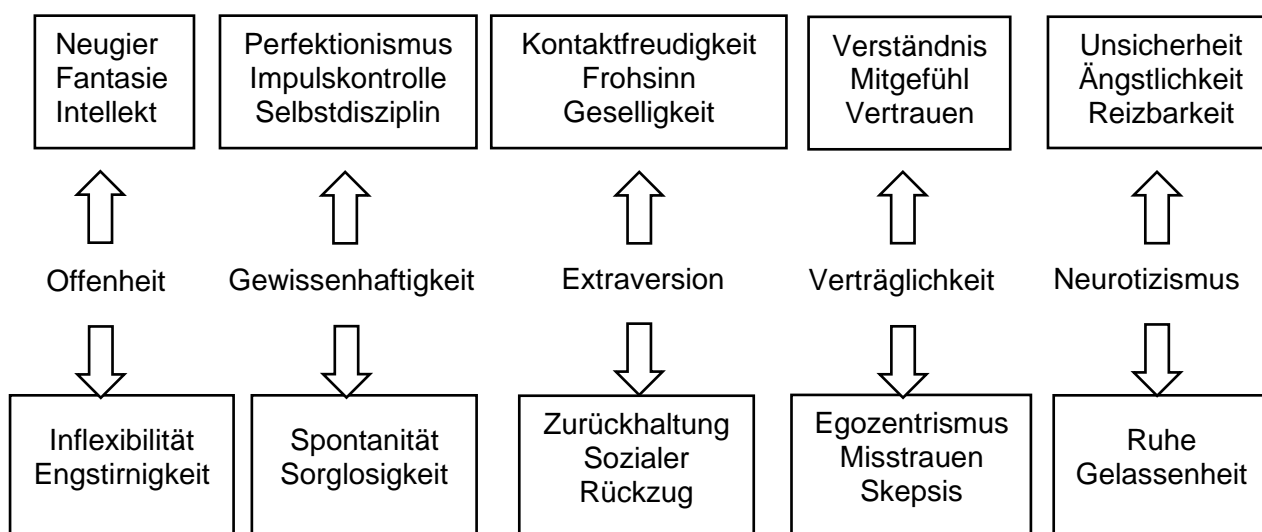 Neugier
Fantasie
Intellekt
Perfektionismus
Impulskontrolle
Selbstdisziplin
Kontaktfreudigkeit
Frohsinn
Geselligkeit
Verständnis
Mitgefühl
Vertrauen
Unsicherheit
Ängstlichkeit
Reizbarkeit
Offenheit
Gewissenhaftigkeit
Extraversion
Verträglichkeit
Neurotizismus
Inflexibilität
Engstirnigkeit
Spontanität
Sorglosigkeit
Zurückhaltung
Sozialer
Rückzug
Egozentrismus
Misstrauen
Skepsis
Ruhe
Gelassenheit